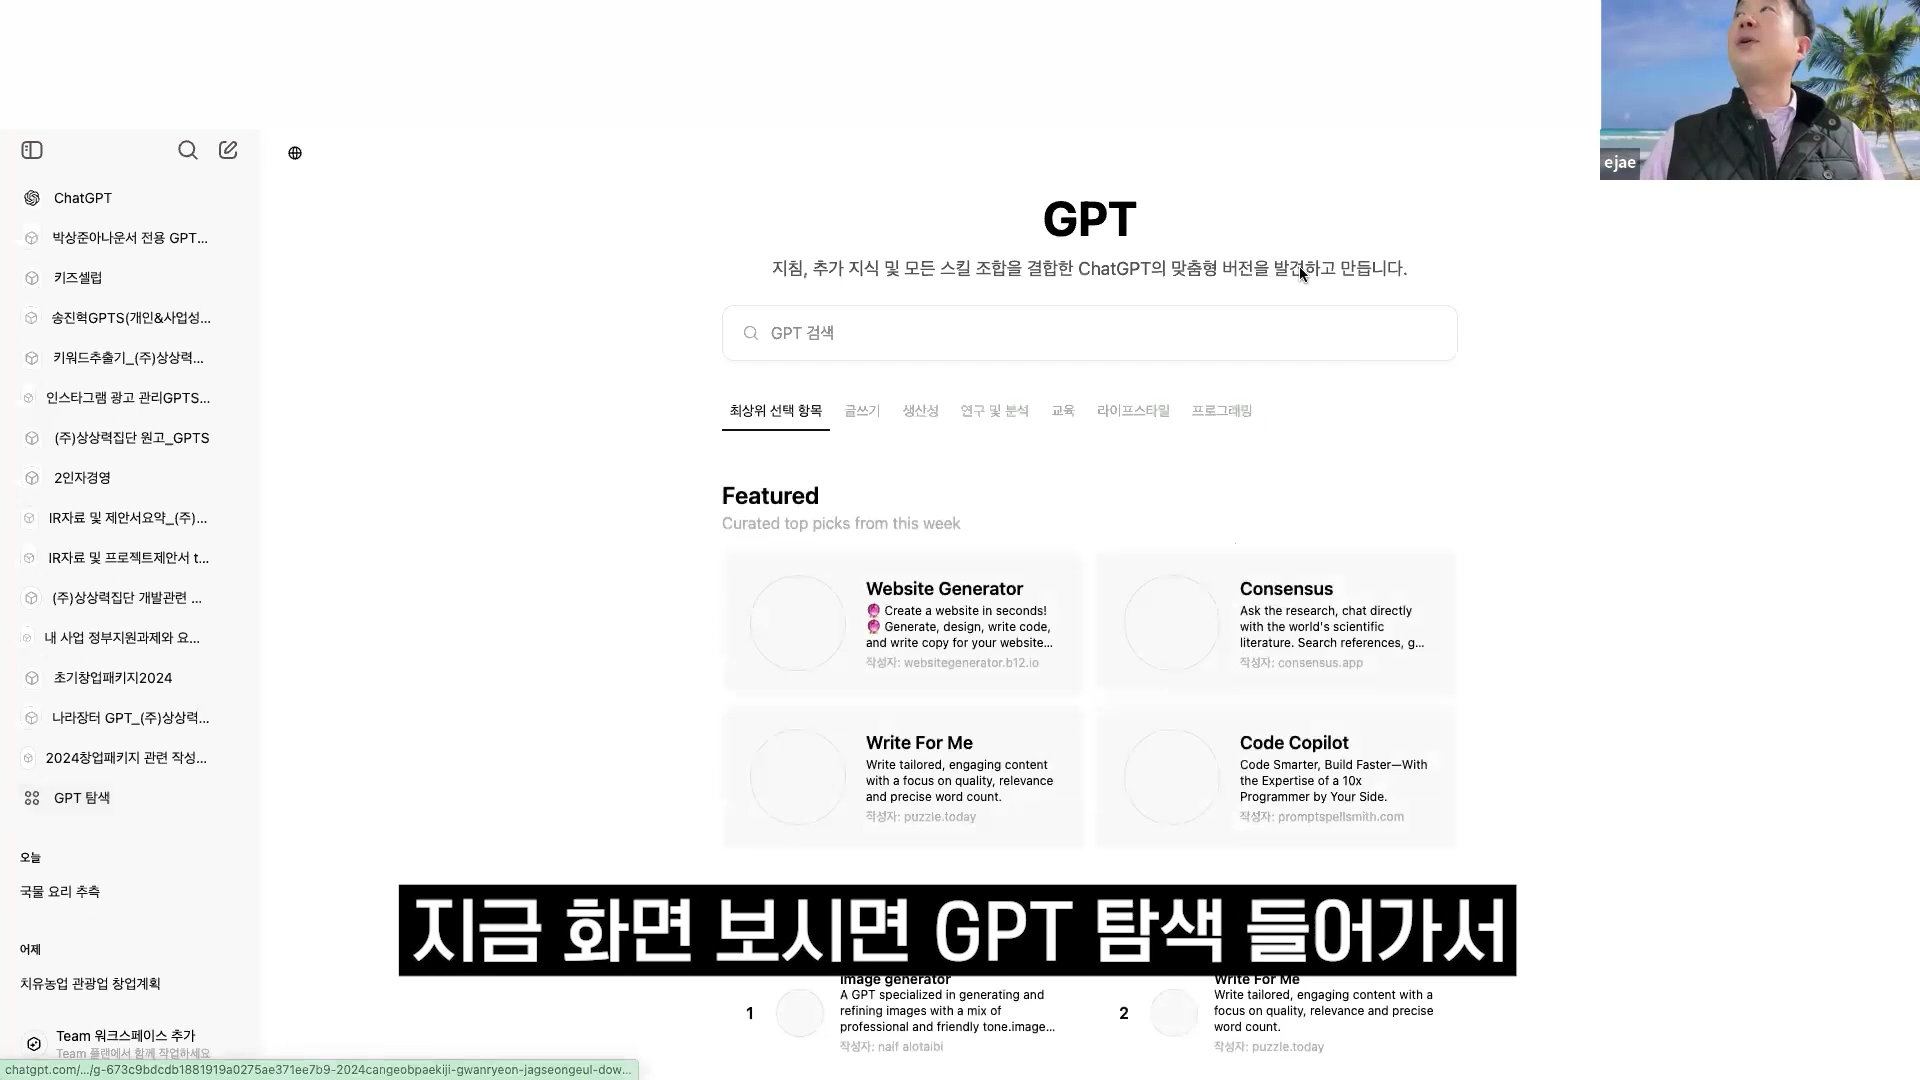 ejae
ChatGPT
박상준아나운서 전용 GPT...
키즈셀럽
송진혁GPTS(개인&사업성...
키워드추출기_(주)상상력...
인스타그램 광고 관리GPTS...
(주)상상력집단 원고_GPTS
2인자경영
IR자료 및 제안서요약_(주)...
IR자료 및 프로젝트제안서 t...
(주)상상력집단 개발관련 ...
내 사업 정부지원과제와 요...
초기창업패키지2024
나라장터 GPT_(주)상상력...
2024창업패키지 관련 작성...
GPT 탐색
오늘
국물 요리 추측
어제
치유농업 관광업 창업계획
Team 워크스페이스 추가
Team 플랜에서 함께 작업하세요
chatgpt.com/.../g-673c9bdcdb1881919a0275ae371ee7b9-2024cangeobpaekiji-gwanryeon-jagseongeul-dow...
GPT
지침, 추가 지식 및 모든 스킬 조합을 결합한 ChatGPT의 맞춤형 버전을 발견하고 만듭니다.
GPT 검색
최상위 선택 항목 글쓰기 생산성 연구 및 분석 교육 라이프스타일 프로그래밍
Featured
Curated top picks from this week
Website Generator
🔮 Create a website in seconds!
🔮 Generate, design, write code,
and write copy for your website...
작성자: websitegenerator.b12.io
Consensus
Ask the research, chat directly
with the world's scientific
literature. Search references, g...
작성자: consensus.app
Write For Me
Write tailored, engaging content
with a focus on quality, relevance
and precise word count.
작성자: puzzle.today
Code Copilot
Code Smarter, Build Faster—With
the Expertise of a 10x
Programmer by Your Side.
작성자: promptspellsmith.com
지금 화면 보시면 GPT 탐색 들어가서
1
image generator
A GPT specialized in generating and
refining images with a mix of
professional and friendly tone.image...
작성자: naif alotaibi
2
Write For Me
Write tailored, engaging content with a
focus on quality, relevance and precise
word count.
작성자: puzzle.today